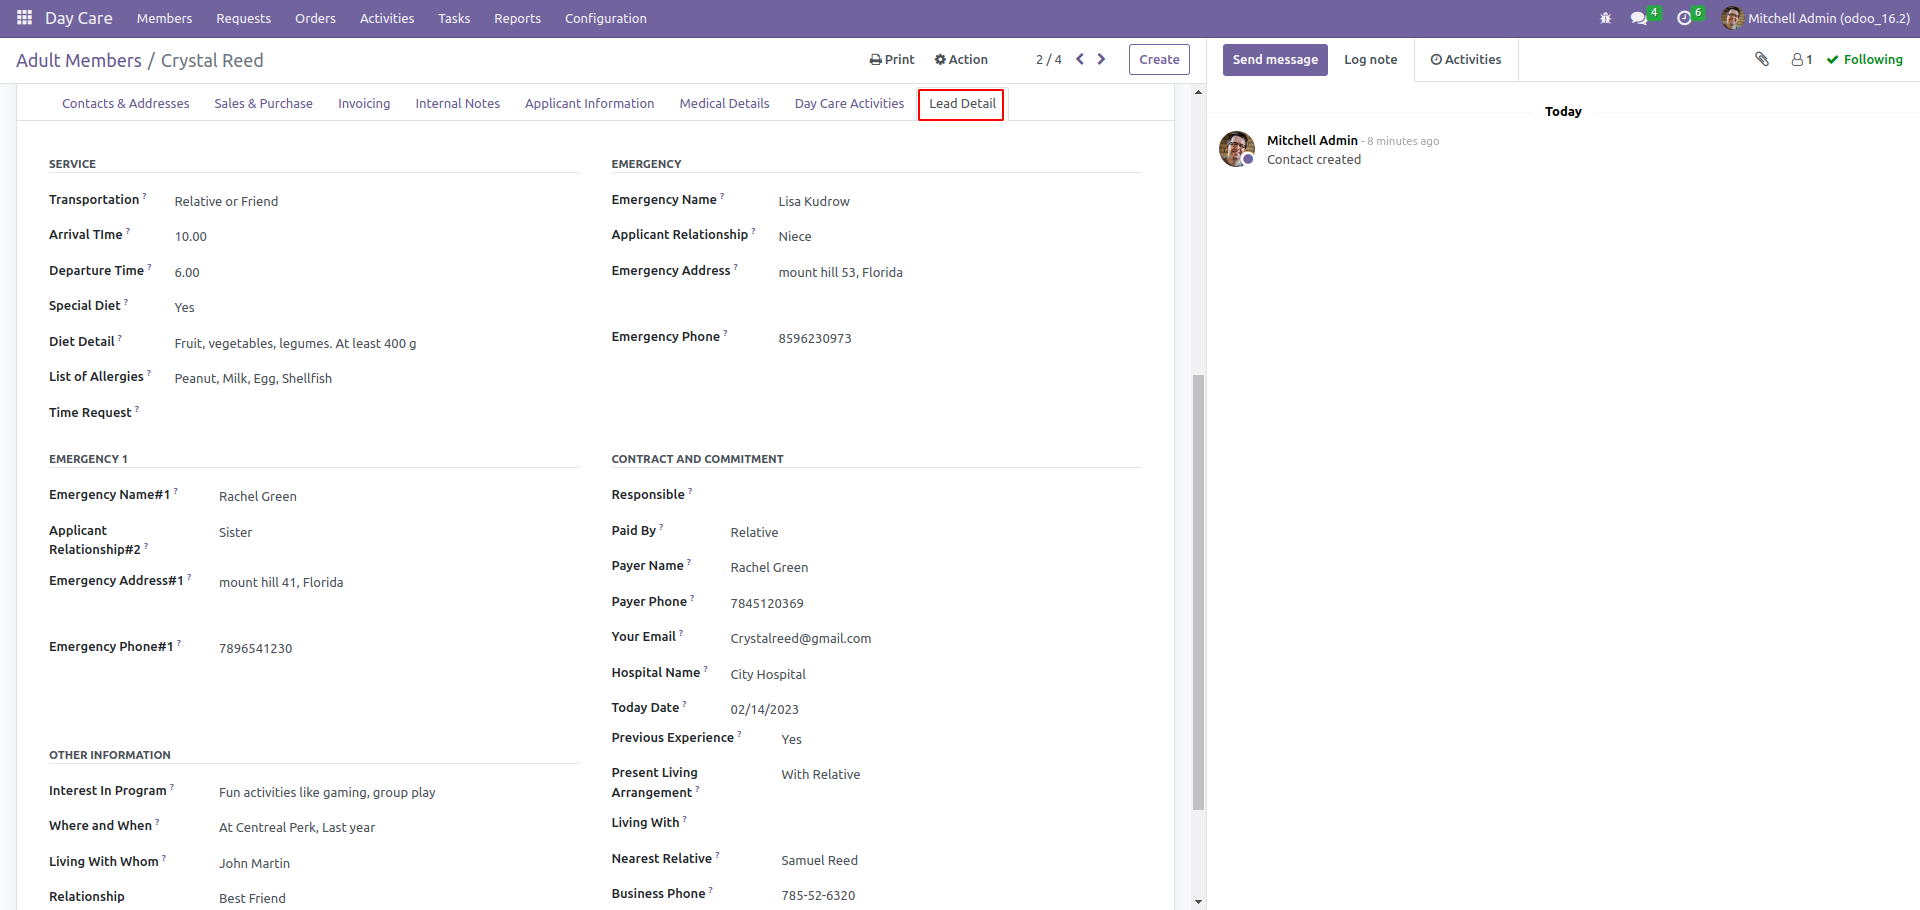 Day Care Members Requests Orders Activities Tasks Reports Configuration 4 6 Mitchell Admin (odoo_16.2)
Adult Members / Crystal Reed Print Action 2 / 4 Create Send message Log note Activities 1 Following
Contacts & Addresses Sales & Purchase Invoicing Internal Notes Applicant Information Medical Details Day Care Activities Lead Detail
SERVICE
Transportation ? Relative or Friend
Arrival TIme ? 10.00
Departure Time ? 6.00
Special Diet ? Yes
Diet Detail ? Fruit, vegetables, legumes. At least 400 g
List of Allergies ? Peanut, Milk, Egg, Shellfish
Time Request ?
EMERGENCY
Emergency Name ? Lisa Kudrow
Applicant Relationship ? Niece
Emergency Address ? mount hill 53, Florida
Emergency Phone ? 8596230973
EMERGENCY 1
Emergency Name#1 ? Rachel Green
Applicant Sister
Relationship#2 ?
Emergency Address#1 ? mount hill 41, Florida
Emergency Phone#1 ? 7896541230
CONTRACT AND COMMITMENT
Responsible ?
Paid By ? Relative
Payer Name ? Rachel Green
Payer Phone ? 7845120369
Your Email ? Crystalreed@gmail.com
Hospital Name ? City Hospital
Today Date ? 02/14/2023
Previous Experience ? Yes
Present Living With Relative
Arrangement ?
Living With ?
Nearest Relative ? Samuel Reed
Business Phone ? 785-52-6320
OTHER INFORMATION
Interest In Program ? Fun activities like gaming, group play
Where and When ? At Centreal Perk, Last year
Living With Whom ? John Martin
Relationship Best Friend
Today
Mitchell Admin - 8 minutes ago
Contact created